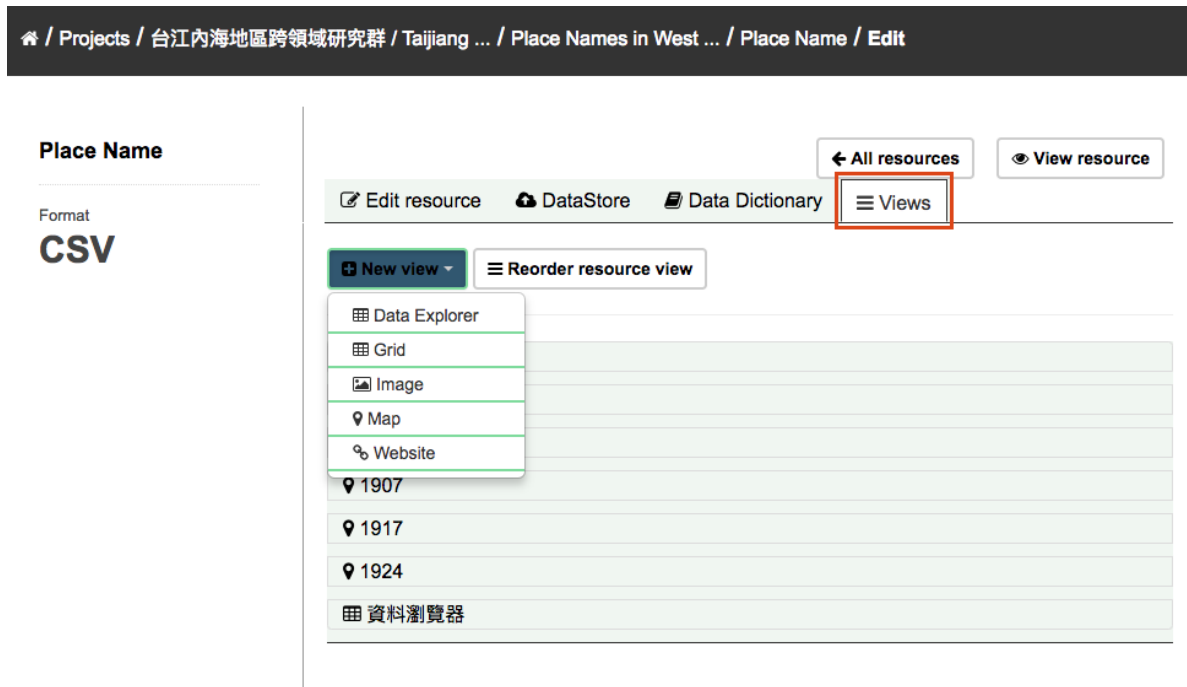 / Projects / 台江內海地區跨領域研究群 / Taijiang ... / Place Names in West ... / Place Name / Edit
Place Name
Format
CSV
All resources
View resource
Edit resource
DataStore
Data Dictionary
Views
New view
Reorder resource view
Data Explorer
Grid
Image
Map
Website
1907
1917
1924
資料瀏覽器